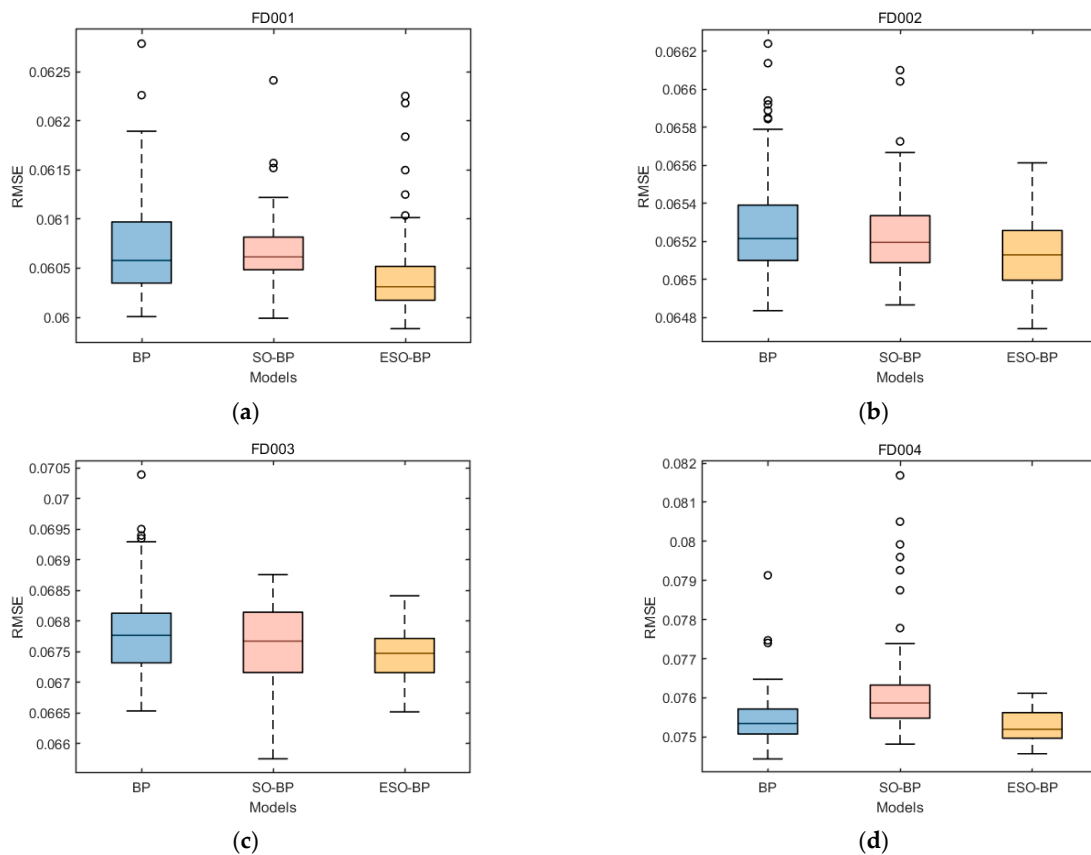 FD001
0.0625
0.062
0.0615
0.061
0.0605
0.06
RMSE
BP SO-BP ESO-BP
Models
(a)
FD002
0.0662
0.066
0.0658
0.0656
0.0654
0.0652
0.065
0.0648
RMSE
BP SO-BP ESO-BP
Models
(b)
FD003
0.0705
0.07
0.0695
0.069
0.0685
0.068
0.0675
0.067
0.0665
0.066
RMSE
BP SO-BP ESO-BP
Models
(c)
FD004
0.082
0.081
0.08
0.079
0.078
0.077
0.076
0.075
RMSE
BP SO-BP ESO-BP
Models
(d)